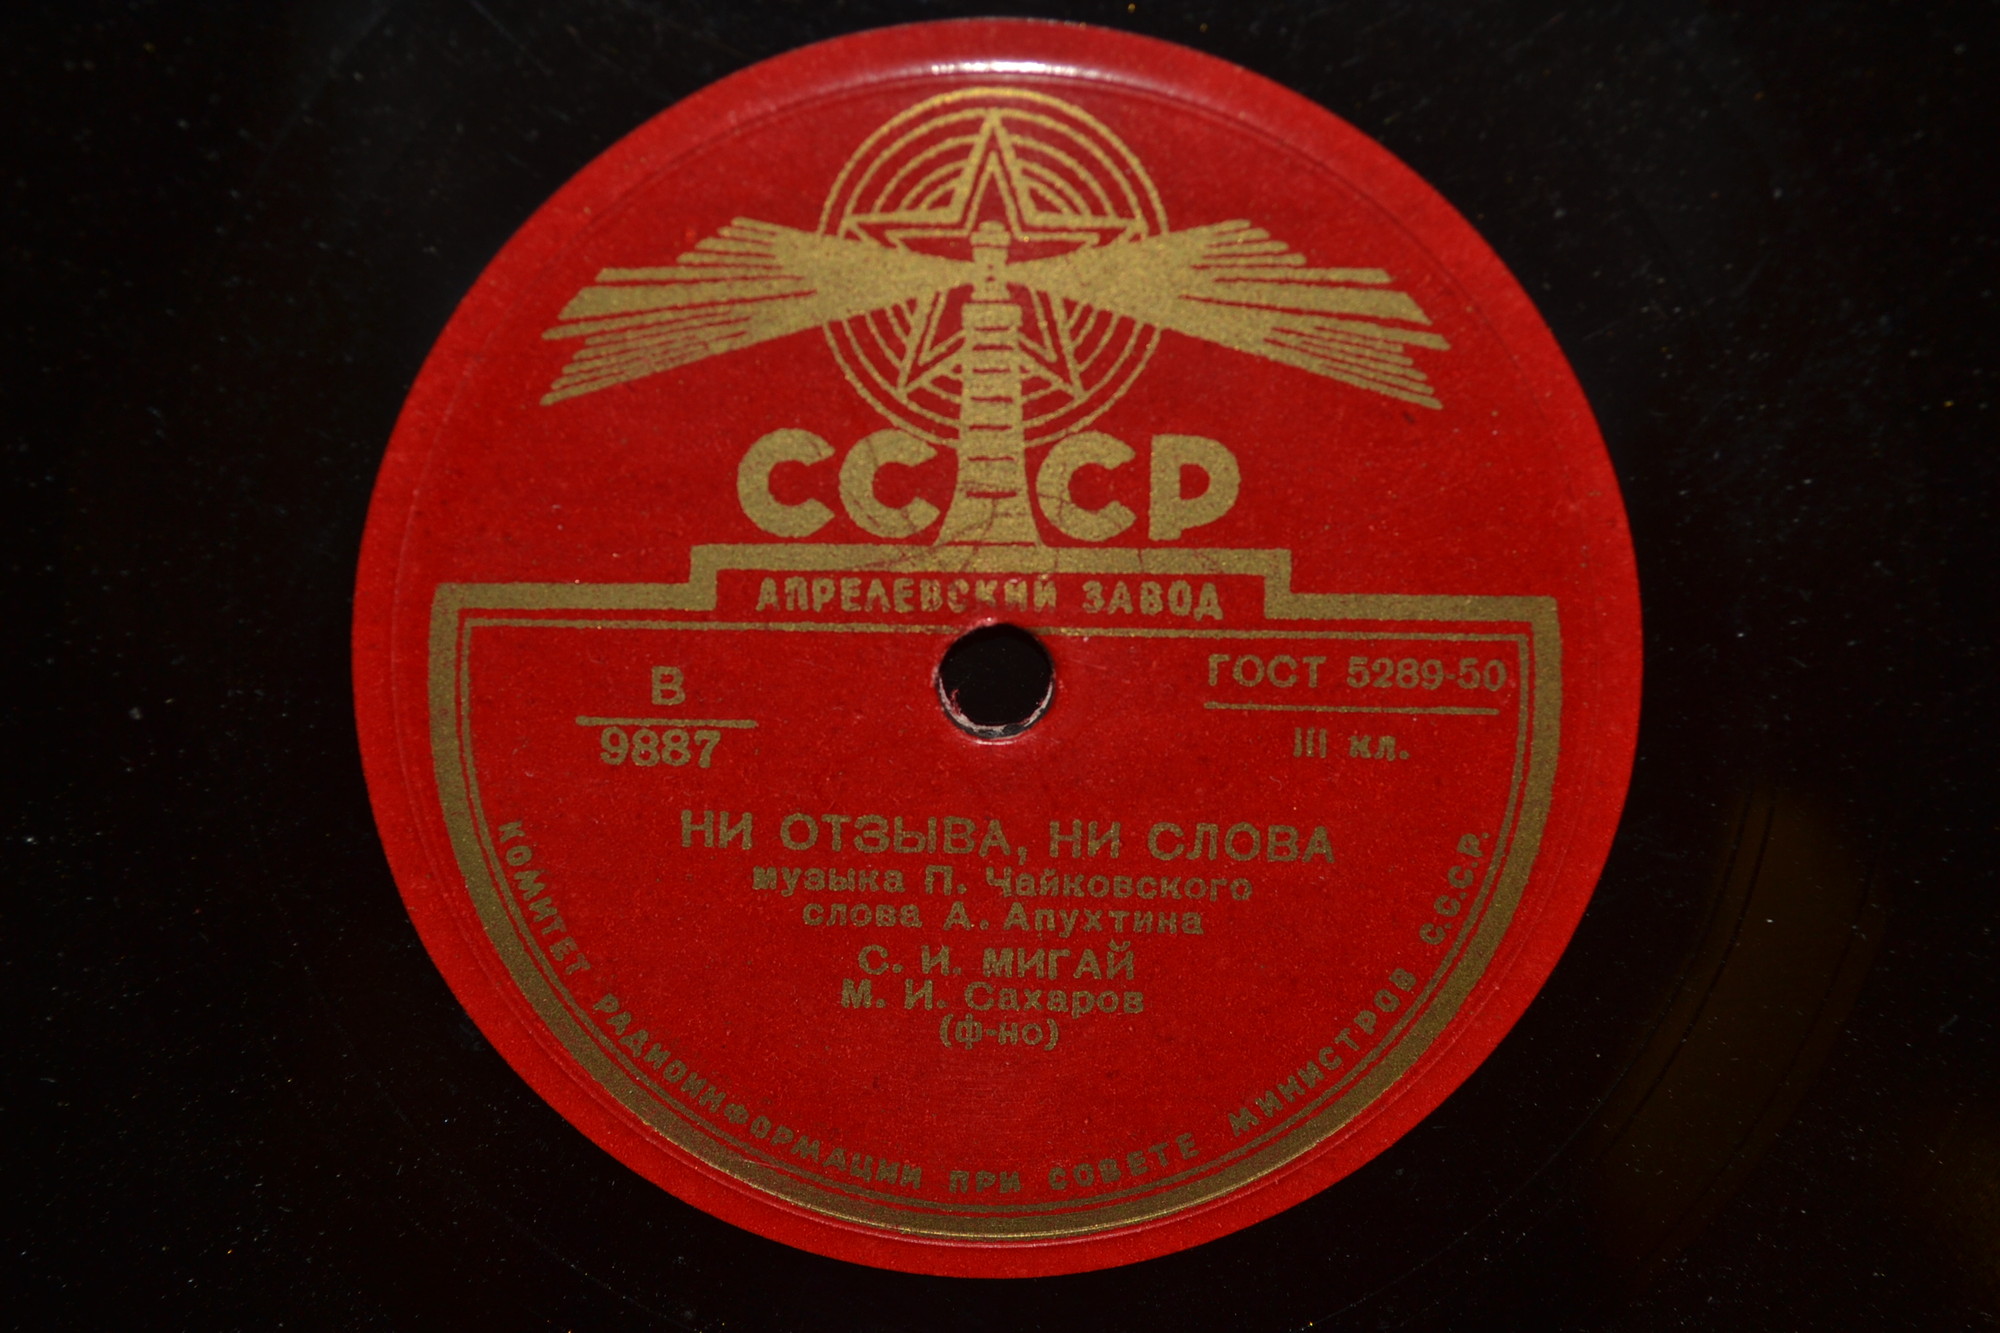 СССР
АПРЕЛЕВСКИЙ ЗАВОД
В
9887
ГОСТ 5289-50
III кл.
НИ ОТЗЫВА, НИ СЛОВА
музыка П. Чайковского
слова А. Апухтина
С. И. МИГАЙ
М. И. Сахаров
(ф-но)
КОМИТЕТ РАДИОИНФОРМАЦИИ ПРИ СОВЕТЕ МИНИСТРОВ С.С.С.Р.